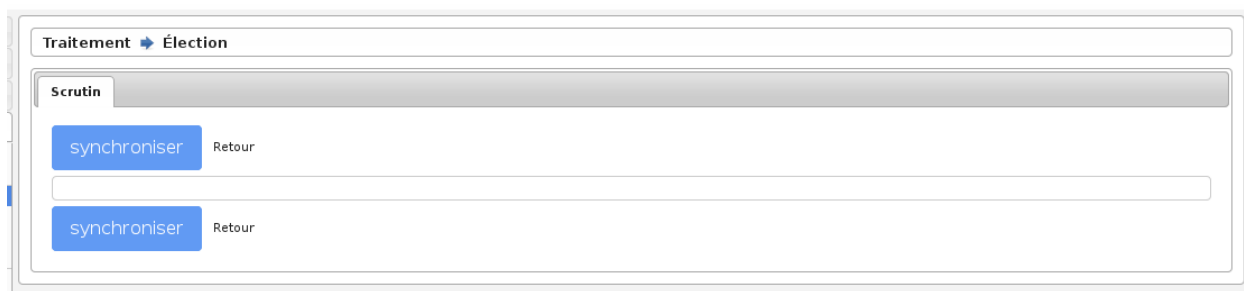 Traitement Élection
Scrutin
synchroniser Retour
synchroniser Retour